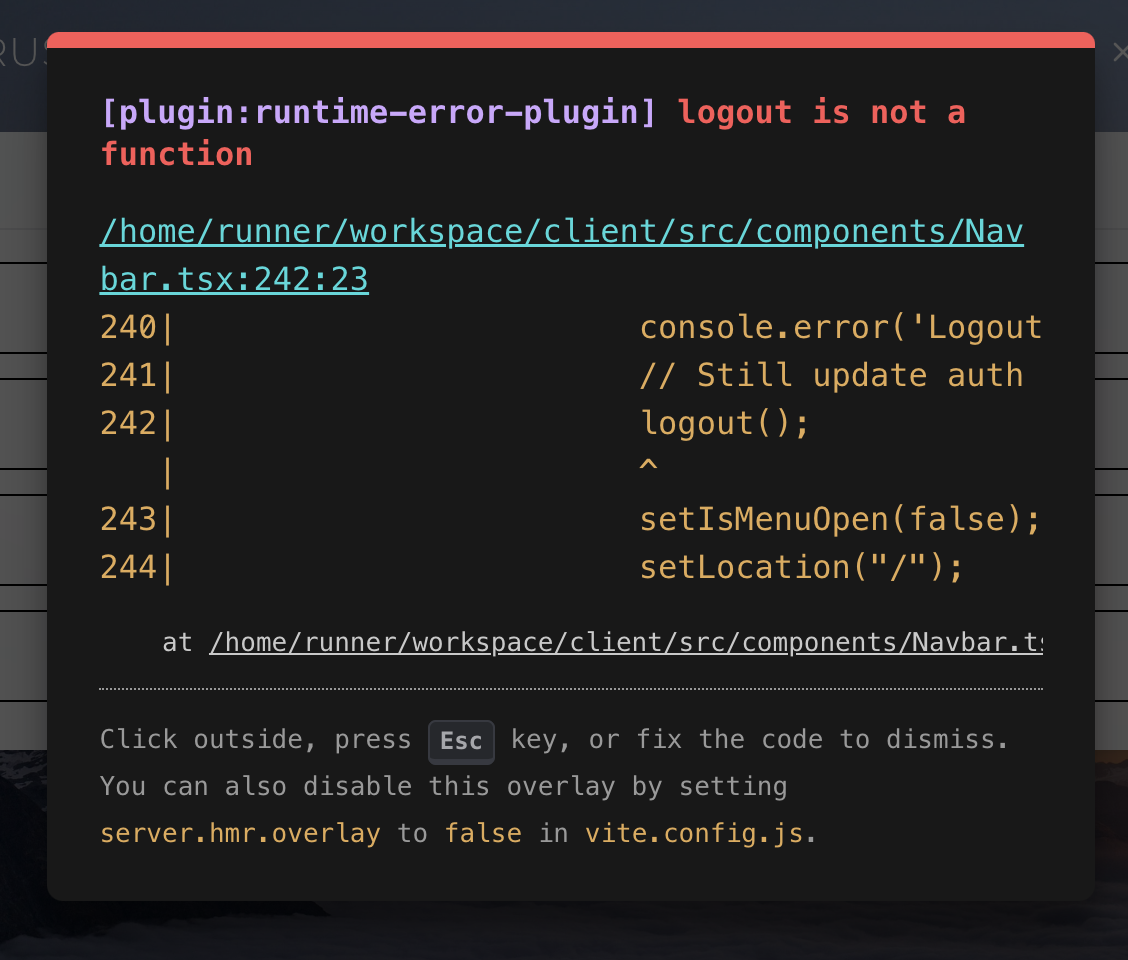 [plugin:runtime-error-plugin] logout is not a
function
/home/runner/workspace/client/src/components/Nav
bar.tsx:242:23
240|                        console.error('Logout
241|                        // Still update auth
242|                        logout();
   |                        ^
243|                        setIsMenuOpen(false);
244|                        setLocation("/");
at /home/runner/workspace/client/src/components/Navbar.ts
Click outside, press Esc key, or fix the code to dismiss.
You can also disable this overlay by setting
server.hmr.overlay to false in vite.config.js.